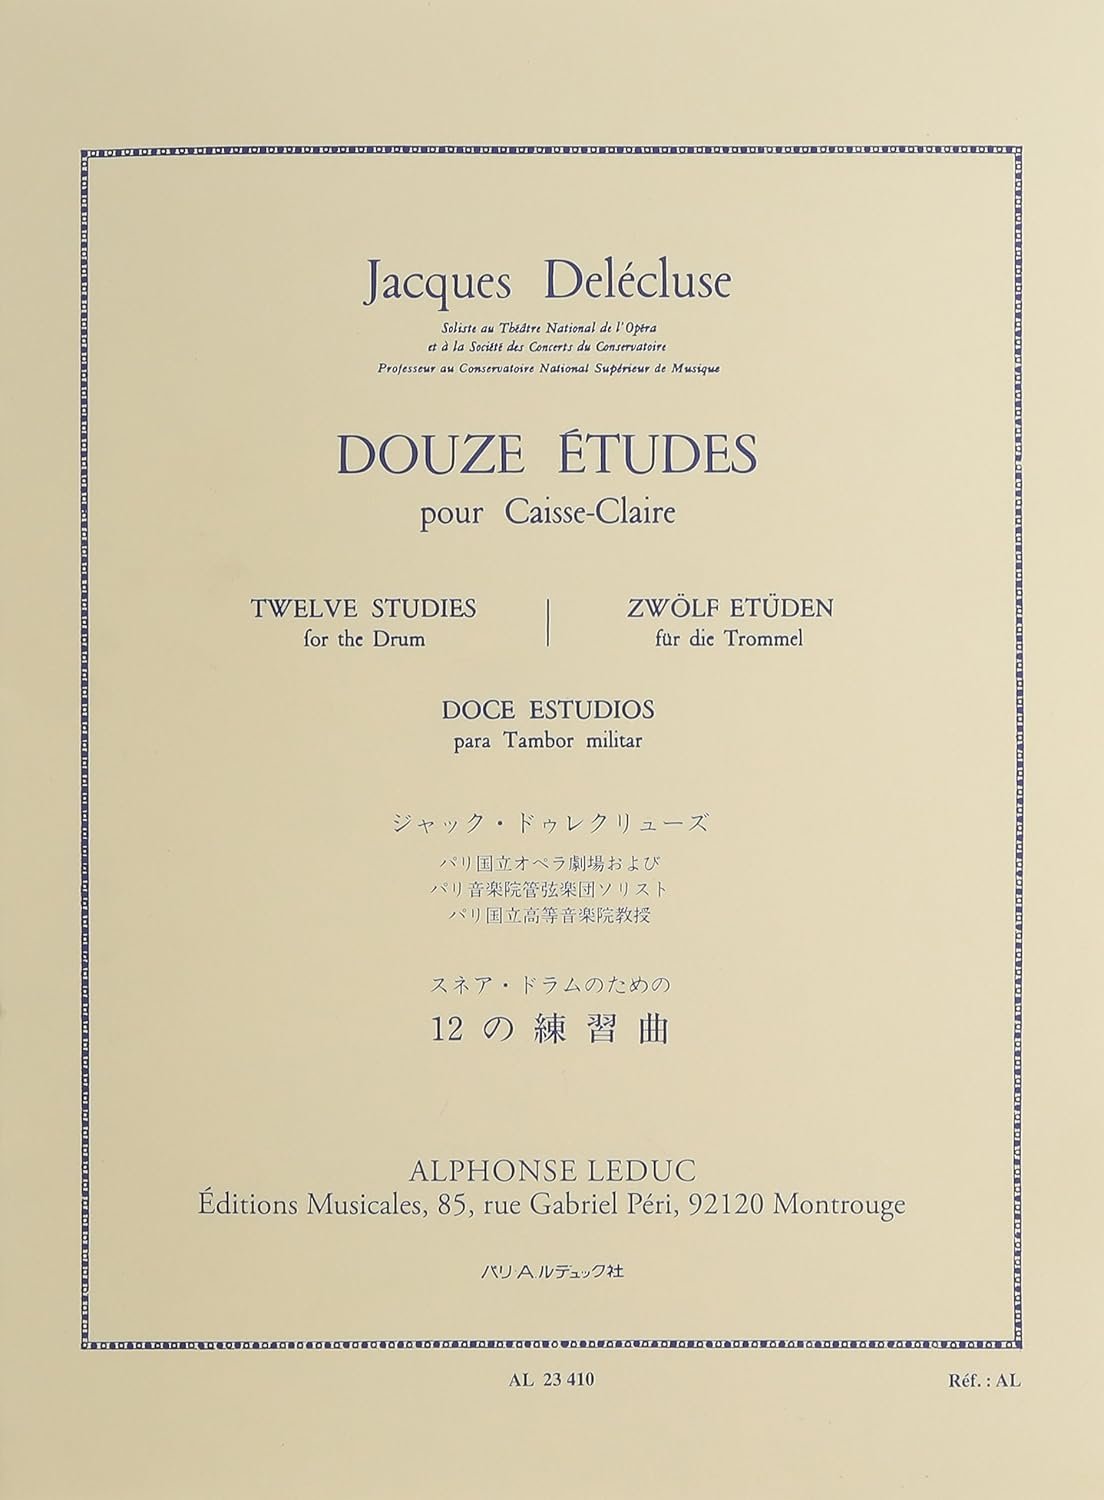 Jacques Delécluse
Soliste au Théâtre National de l'Opéra
et à la Société des Concerts du Conservatoire
Professeur au Conservatoire National Supérieur de Musique
DOUZE ÉTUDES
pour Caisse-Claire
TWELVE STUDIES
for the Drum
ZWÖLF ETÜDEN
für die Trommel
DOCE ESTUDIOS
para Tambor militar
ジャック・ドゥレクリューズ
パリ国立オペラ劇場および
パリ音楽院管弦楽団ソリスト
パリ国立高等音楽院教授
スネア・ドラムのための
12の練習曲
ALPHONSE LEDUC
Éditions Musicales, 85, rue Gabriel Péri, 92120 Montrouge
パリ・A.ルデュック社
AL 23 410
Réf. : AL